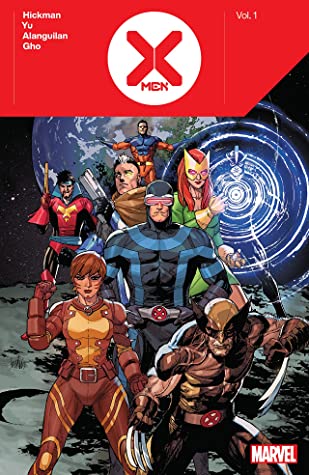 Hickman
Yu
Alanguilan
Gho
Vol. 1
X
MEN
MARVEL